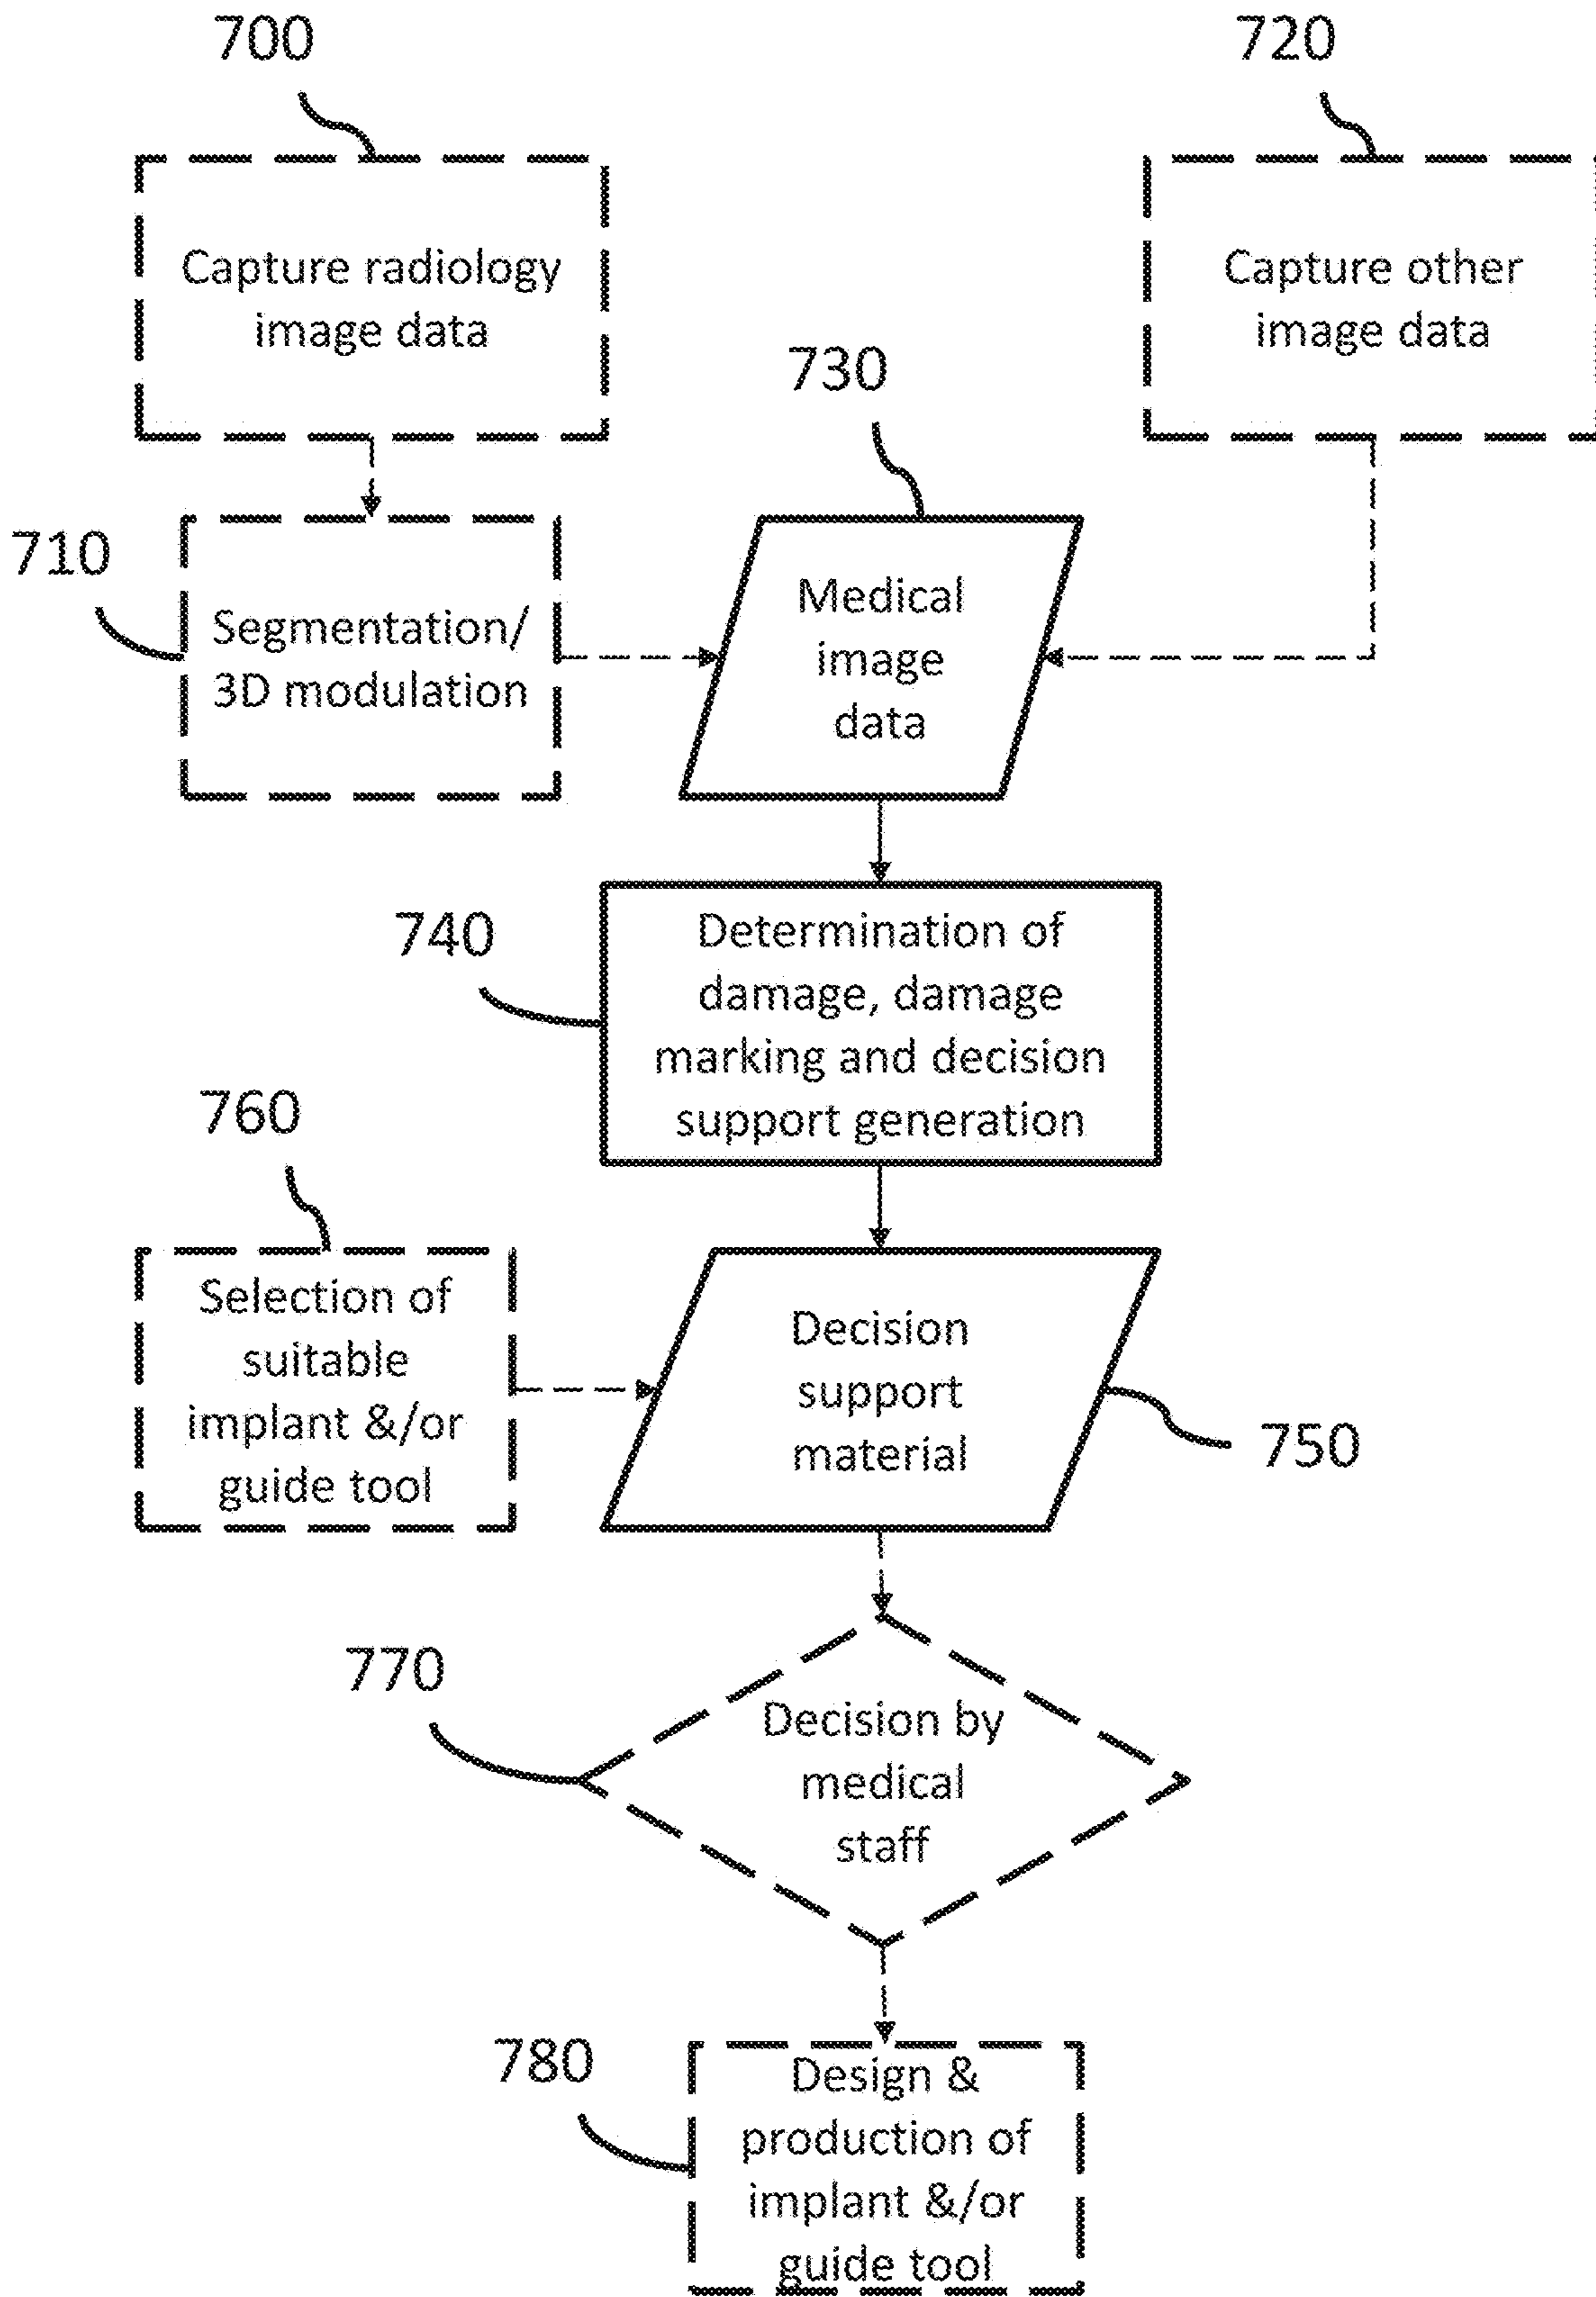 700
720
Capture radiology
image data
Capture other
image data
730
710
Segmentation/
3D modulation
Medical
image
data
740
Determination of
damage, damage
marking and decision
support generation
760
Selection of
suitable
implant &/or
guide tool
Decision
support
material
750
770
Decision by
medical
staff
780
Design &
production of
implant &/or
guide tool